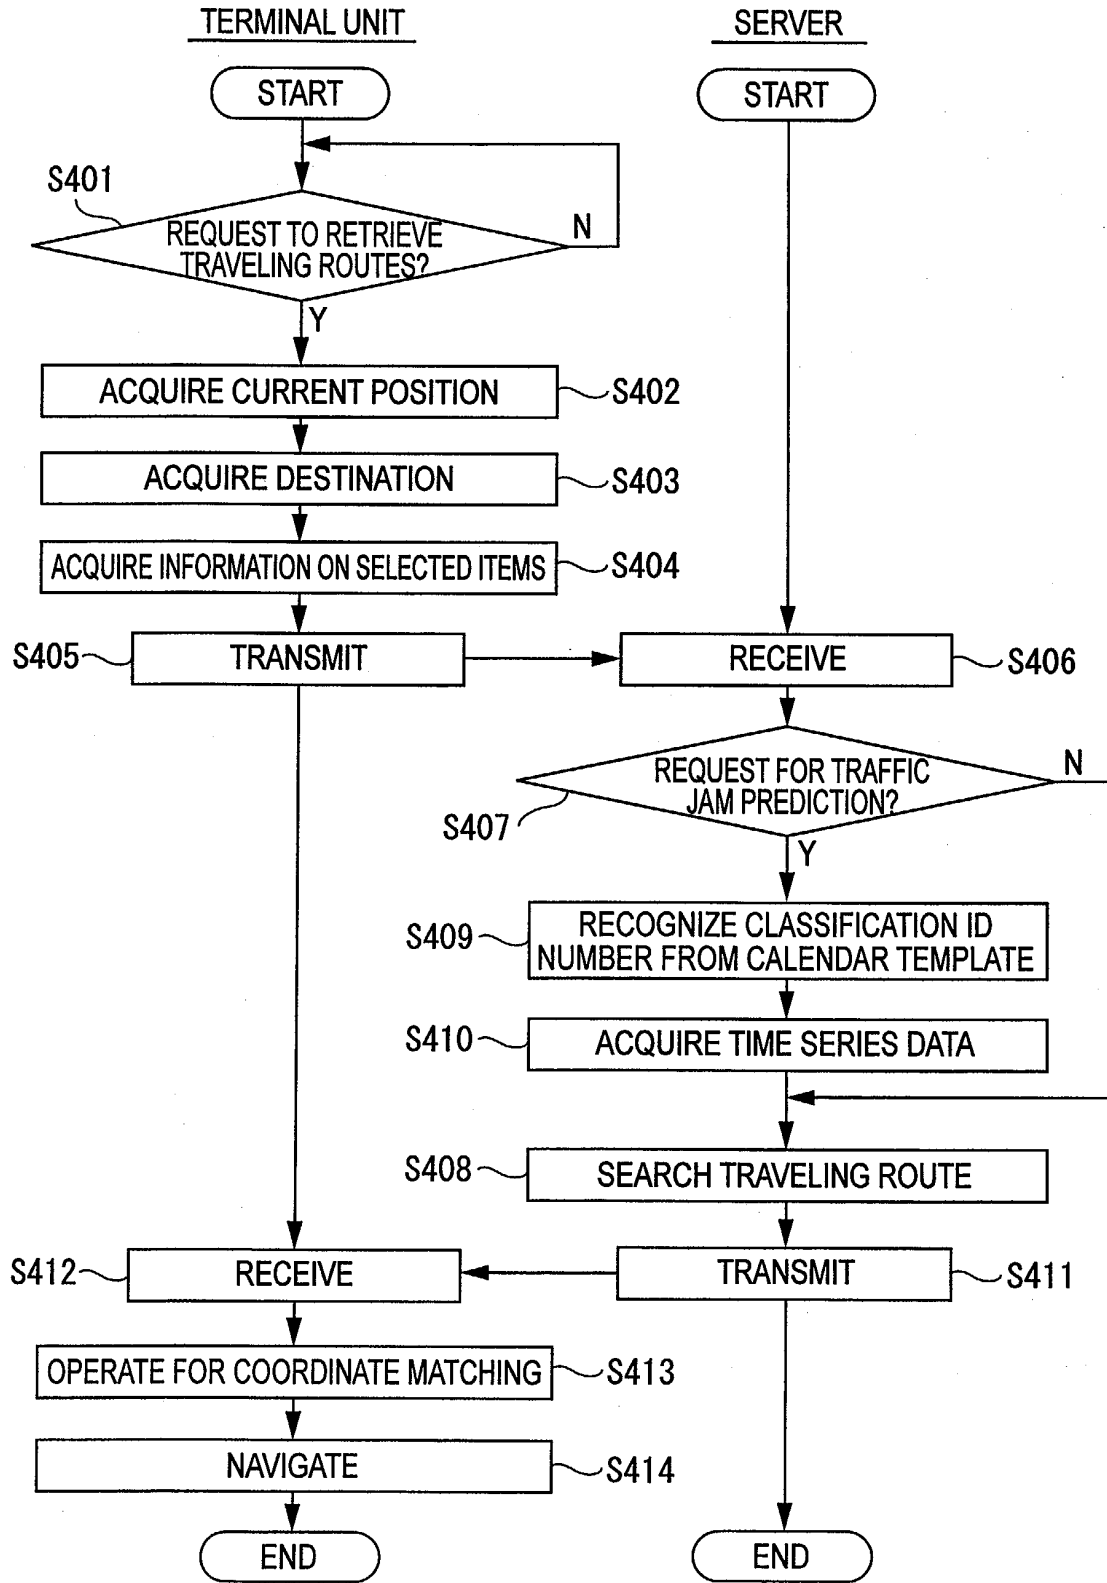 TERMINAL UNIT
SERVER
START
START
S401
REQUEST TO RETRIEVE
TRAVELING ROUTES?
N
Y
ACQUIRE CURRENT POSITION
S402
ACQUIRE DESTINATION
S403
ACQUIRE INFORMATION ON SELECTED ITEMS
S404
S405
TRANSMIT
RECEIVE
S406
REQUEST FOR TRAFFIC
JAM PREDICTION?
N
S407
Y
S409
RECOGNIZE CLASSIFICATION ID
NUMBER FROM CALENDAR TEMPLATE
S410
ACQUIRE TIME SERIES DATA
S408
SEARCH TRAVELING ROUTE
S412
RECEIVE
TRANSMIT
S411
OPERATE FOR COORDINATE MATCHING
S413
NAVIGATE
S414
END
END